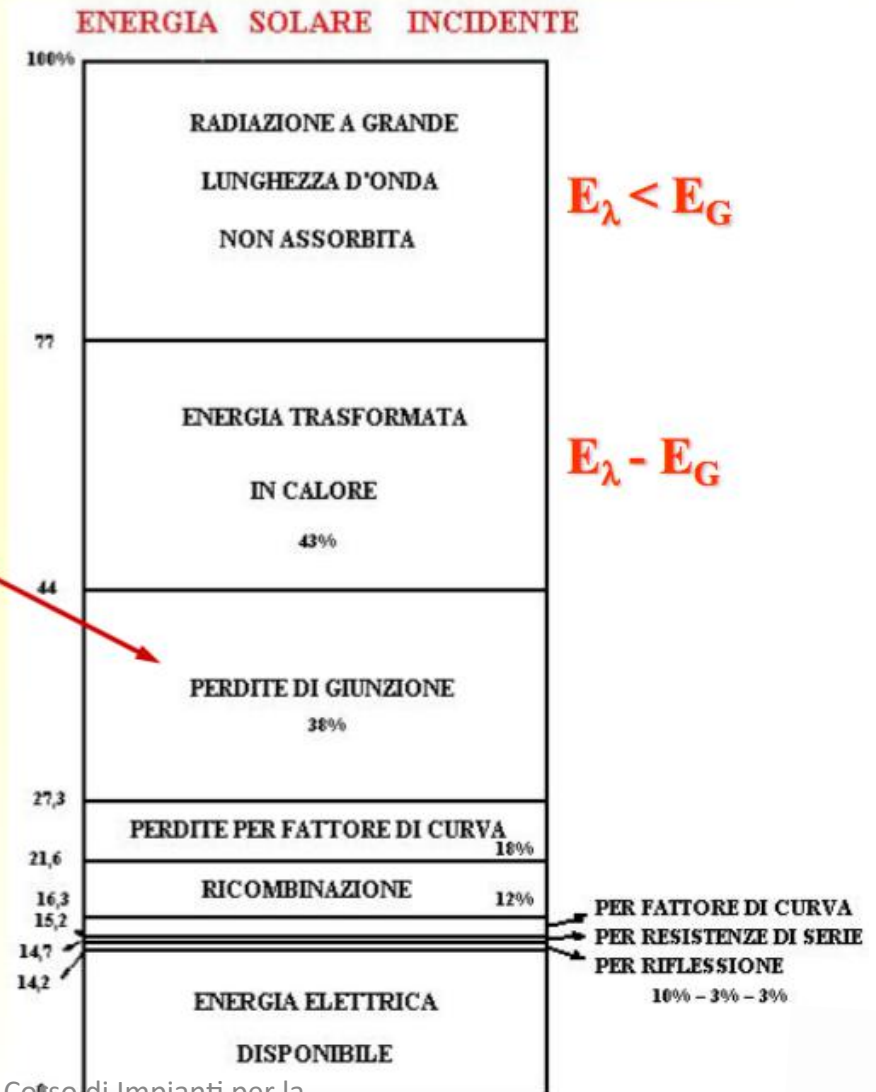 ENERGIA SOLARE INCIDENTE
100%
RADIAZIONE A GRANDE
LUNGHEZZA D'ONDA
NON ASSORBITA
Eλ < EG
77
ENERGIA TRASFORMATA
IN CALORE
43%
Eλ - EG
44
PERDITE DI GIUNZIONE
38%
27,3
PERDITE PER FATTORE DI CURVA
18%
21,6
RICOMBINAZIONE
12%
16,3
15,2
14,7
14,2
PER FATTORE DI CURVA
PER RESISTENZE DI SERIE
PER RIFLESSIONE
10% – 3% – 3%
ENERGIA ELETTRICA
DISPONIBILE
Corso di Impianti per la